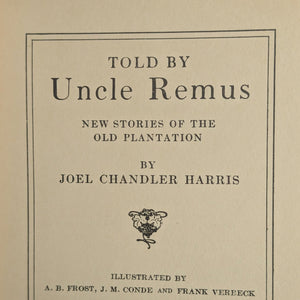 TOLD BY
Uncle Remus
NEW STORIES OF THE
OLD PLANTATION
BY
JOEL CHANDLER HARRIS
ILLUSTRATED BY
A. B. FROST, J. M. CONDE AND FRANK VERBECK